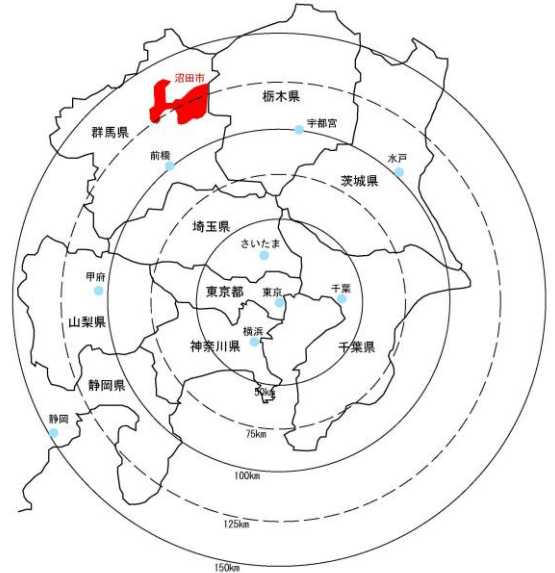 沼田市
栃木県
宇都宮
群馬県
前橋
水戸
茨城県
埼玉県
さいたま
甲府
東京都
東京
千葉
山梨県
横浜
神奈川県
千葉県
静岡県
50km
静岡
75km
100km
125km
150km